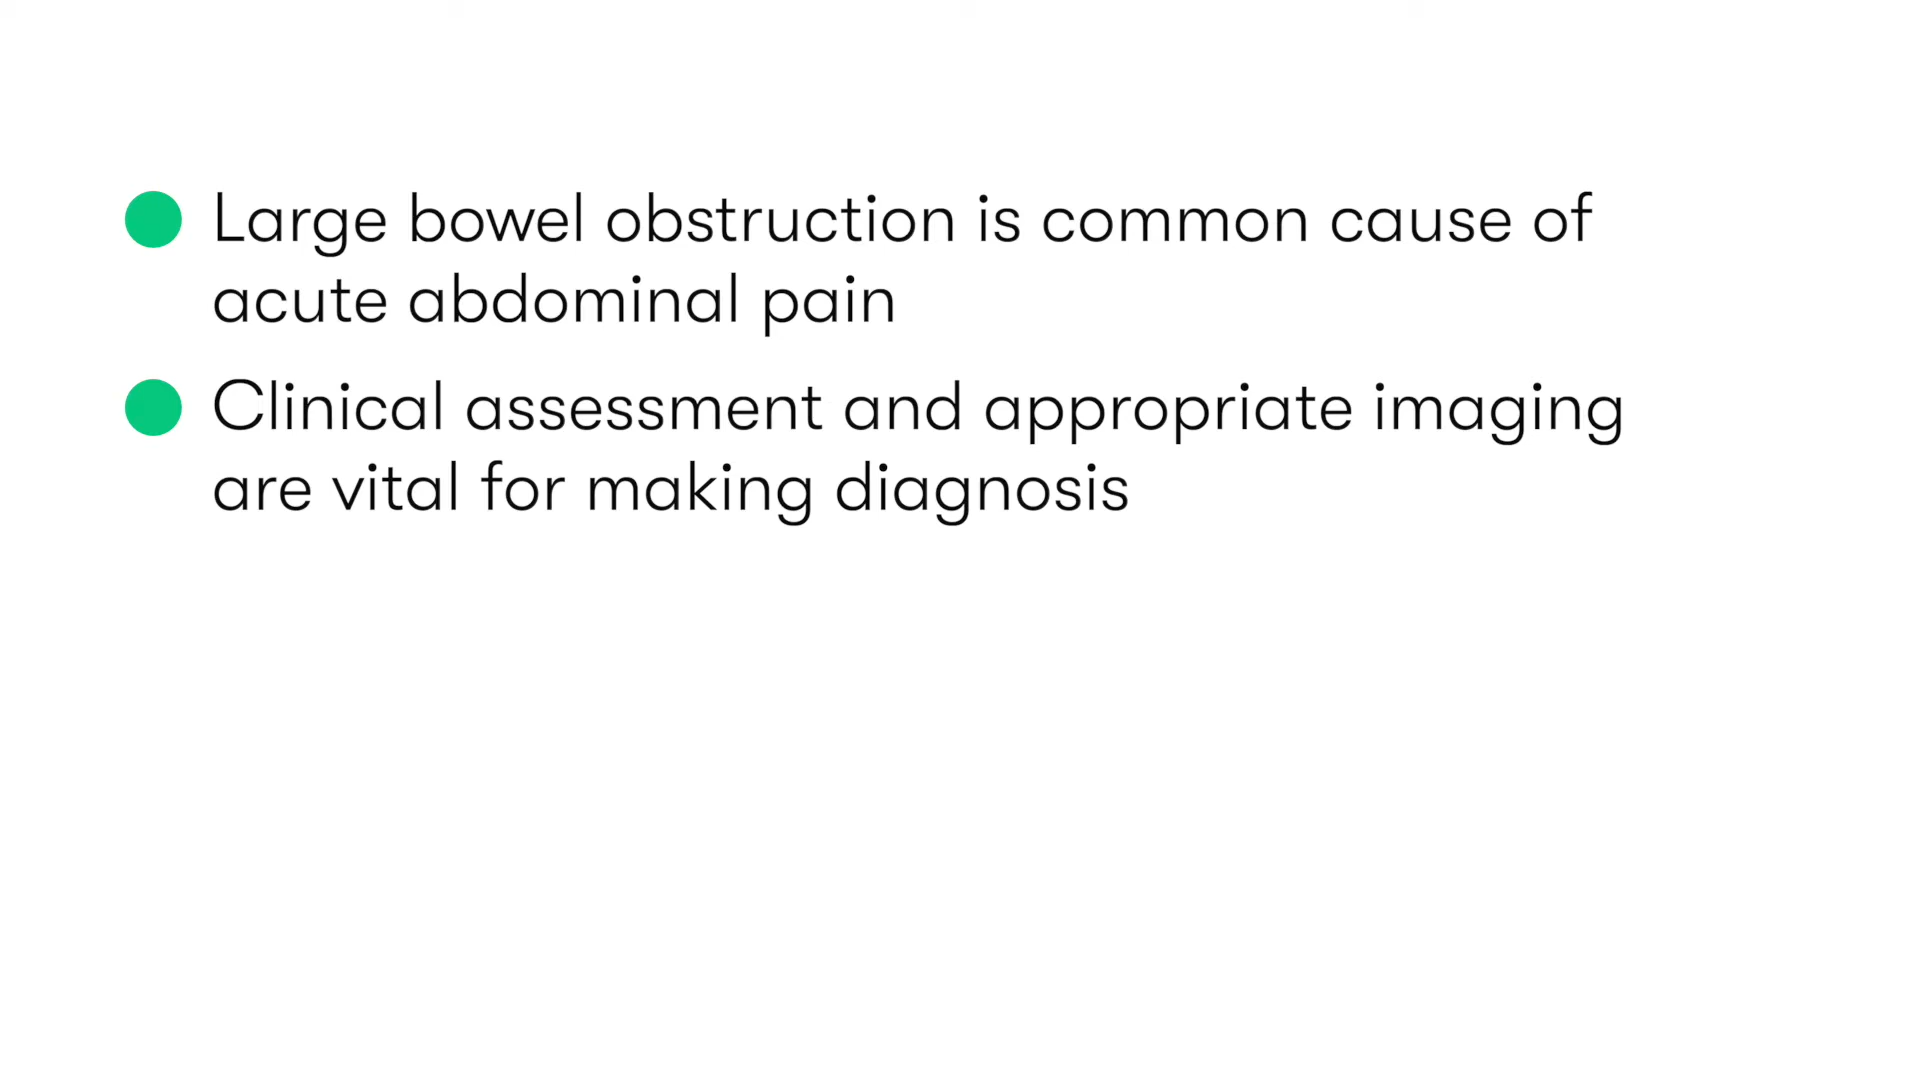 Large bowel obstruction is common cause of
acute abdominal pain
Clinical assessment and appropriate imaging
are vital for making diagnosis